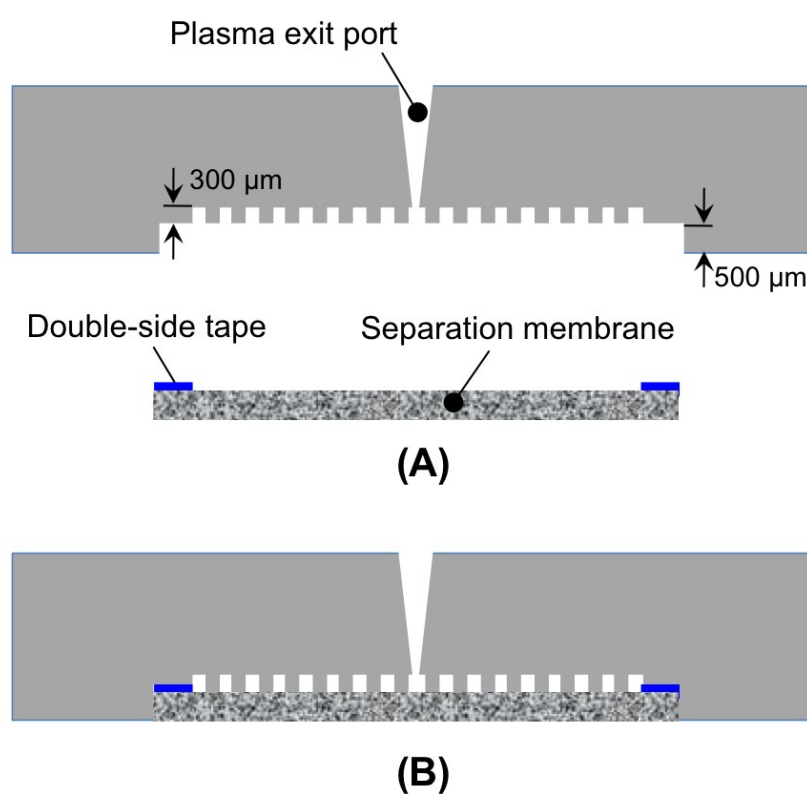 Plasma exit port
300 µm
500 µm
Double-side tape
Separation membrane
(A)
(B)